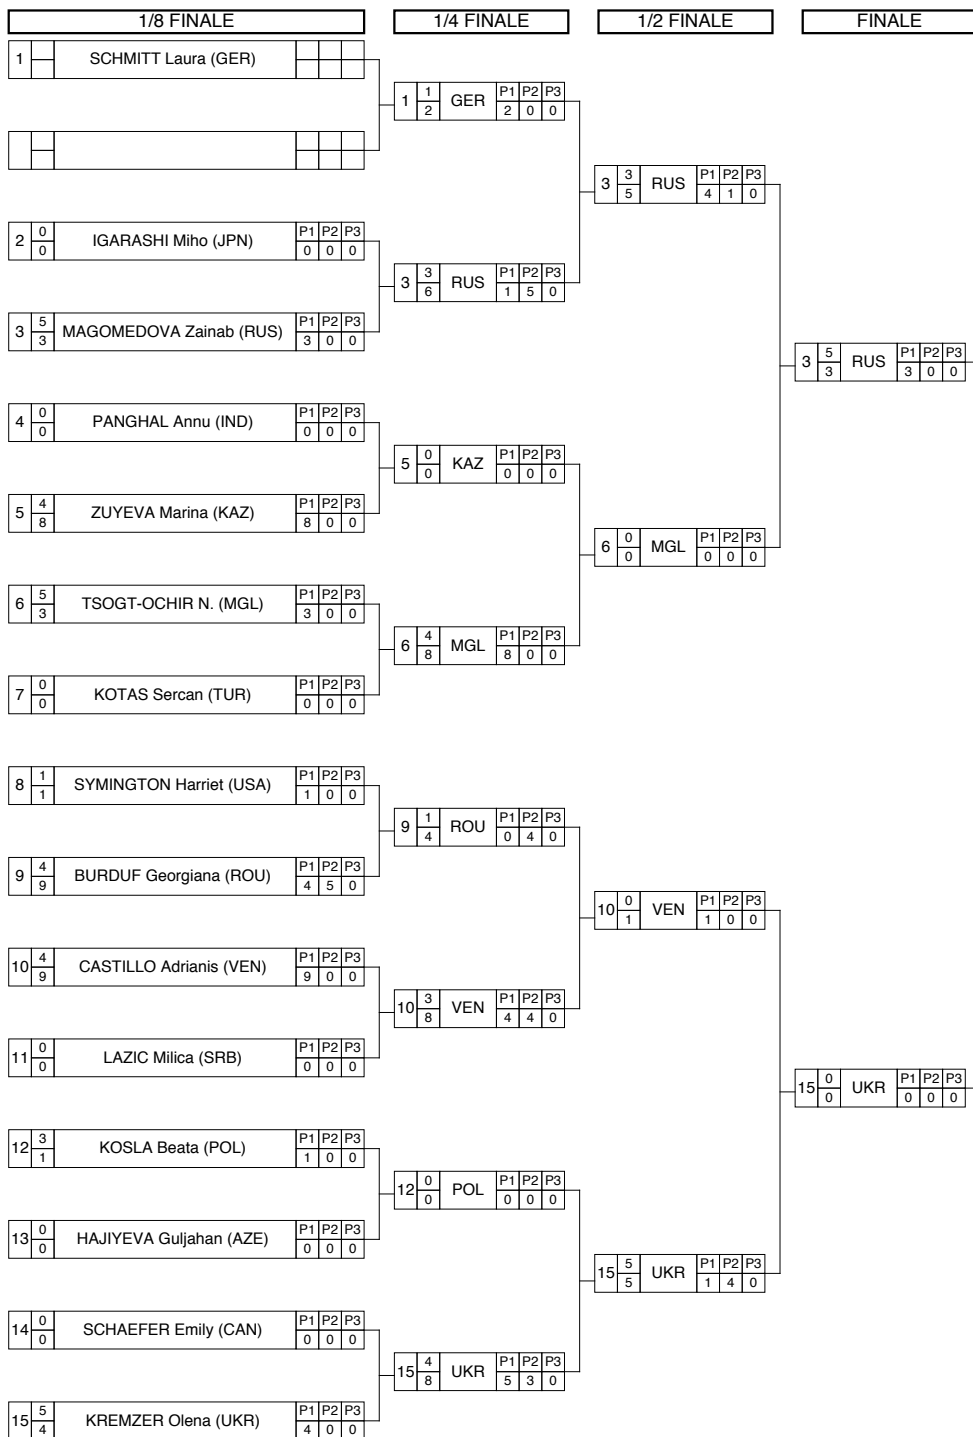 1/8 FINALE 1/4 FINALE 1/2 FINALE FINALE
1 SCHMITT Laura (GER)
1 1 GER P1 P2 P3
2 2 0 0
3 3 RUS P1 P2 P3
5 4 1 0
2 0 IGARASHI Miho (JPN) P1 P2 P3
0 0 0 0
3 3 RUS P1 P2 P3
6 1 5 0
3 5 MAGOMEDOVA Zainab (RUS) P1 P2 P3
3 3 0 0
3 5 RUS P1 P2 P3
3 3 0 0
4 0 PANGHAL Annu (IND) P1 P2 P3
0 0 0 0
5 0 KAZ P1 P2 P3
0 0 0 0
5 4 ZUYEVA Marina (KAZ) P1 P2 P3
8 8 0 0
6 0 MGL P1 P2 P3
0 0 0 0
6 5 TSOGT-OCHIR N. (MGL) P1 P2 P3
3 3 0 0
6 4 MGL P1 P2 P3
8 8 0 0
7 0 KOTAS Sercan (TUR) P1 P2 P3
0 0 0 0
8 1 SYMINGTON Harriet (USA) P1 P2 P3
1 1 0 0
9 1 ROU P1 P2 P3
4 0 4 0
9 4 BURDUF Georgiana (ROU) P1 P2 P3
9 4 5 0
10 0 VEN P1 P2 P3
1 1 0 0
10 4 CASTILLO Adrianis (VEN) P1 P2 P3
9 9 0 0
10 3 VEN P1 P2 P3
8 4 4 0
11 0 LAZIC Milica (SRB) P1 P2 P3
0 0 0 0
15 0 UKR P1 P2 P3
0 0 0 0
12 3 KOSLA Beata (POL) P1 P2 P3
1 1 0 0
12 0 POL P1 P2 P3
0 0 0 0
13 0 HAJIYEVA Guljahan (AZE) P1 P2 P3
0 0 0 0
15 5 UKR P1 P2 P3
5 1 4 0
14 0 SCHAEFER Emily (CAN) P1 P2 P3
0 0 0 0
15 4 UKR P1 P2 P3
8 5 3 0
15 5 KREMZER Olena (UKR) P1 P2 P3
4 4 0 0